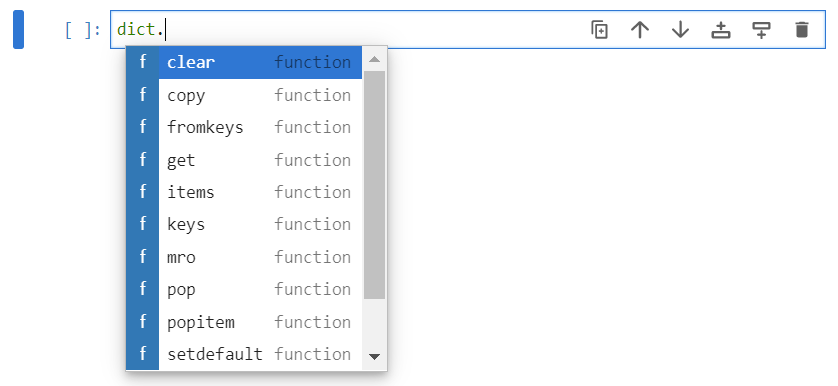 [ ]: dict.
f clear function
f copy function
f fromkeys function
f get function
f items function
f keys function
f mro function
f pop function
f popitem function
f setdefault function